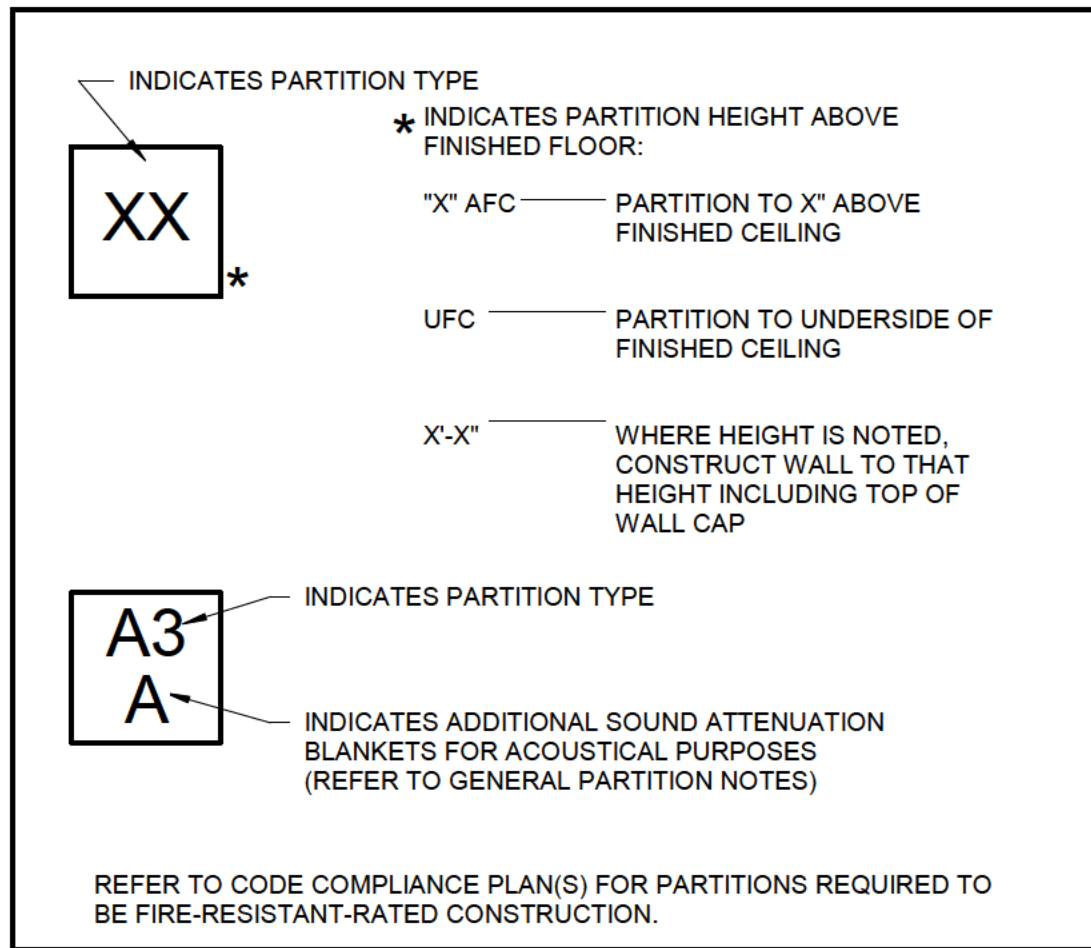 INDICATES PARTITION TYPE
XX
*
* INDICATES PARTITION HEIGHT ABOVE
FINISHED FLOOR:
"X" AFC PARTITION TO X" ABOVE
FINISHED CEILING
UFC PARTITION TO UNDERSIDE OF
FINISHED CEILING
X'-X" WHERE HEIGHT IS NOTED,
CONSTRUCT WALL TO THAT
HEIGHT INCLUDING TOP OF
WALL CAP
A3
A
INDICATES PARTITION TYPE
INDICATES ADDITIONAL SOUND ATTENUATION
BLANKETS FOR ACOUSTICAL PURPOSES
(REFER TO GENERAL PARTITION NOTES)
REFER TO CODE COMPLIANCE PLAN(S) FOR PARTITIONS REQUIRED TO
BE FIRE-RESISTANT-RATED CONSTRUCTION.